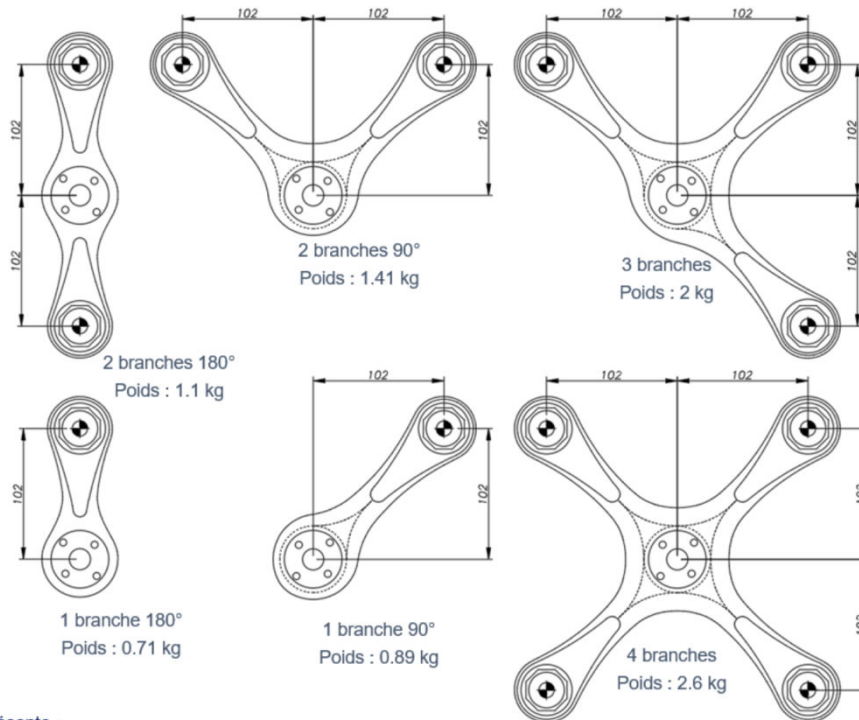 102
102
102
102
102
102
102
102
102
2 branches 90°
Poids : 1.41 kg
3 branches
Poids : 2 kg
102
2 branches 180°
Poids : 1.1 kg
102
102
102
102
102
1 branche 180°
Poids : 0.71 kg
1 branche 90°
Poids : 0.89 kg
4 branches
Poids : 2.6 kg